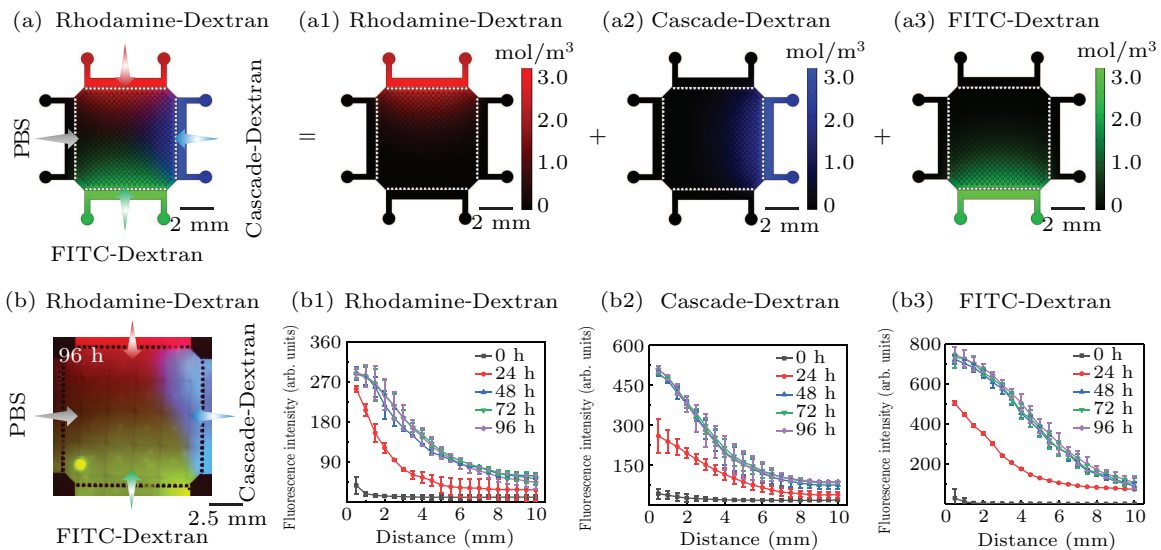 (a) Rhodamine-Dextran
PBS
Cascade-Dextran
FITC-Dextran
2 mm
(a1) Rhodamine-Dextran
mol/m³
3.0
2.0
1.0
0
2 mm
=
(a2) Cascade-Dextran
mol/m³
3.0
2.0
1.0
0
2 mm
+
(a3) FITC-Dextran
mol/m³
3.0
2.0
1.0
0
2 mm
+
(b) Rhodamine-Dextran
96 h
PBS
Cascade-Dextran
2.5 mm
FITC-Dextran
(b1) Rhodamine-Dextran
Fluorescence intensity (arb. units)
360
270
180
90
0 h
24 h
48 h
72 h
96 h
0 2 4 6 8 10
Distance (mm)
(b2) Cascade-Dextran
Fluorescence intensity (arb. units)
600
450
300
150
0 h
24 h
48 h
72 h
96 h
0 2 4 6 8 10
Distance (mm)
(b3) FITC-Dextran
Fluorescence intensity (arb. units)
800
600
400
200
0 h
24 h
48 h
72 h
96 h
0 2 4 6 8 10
Distance (mm)